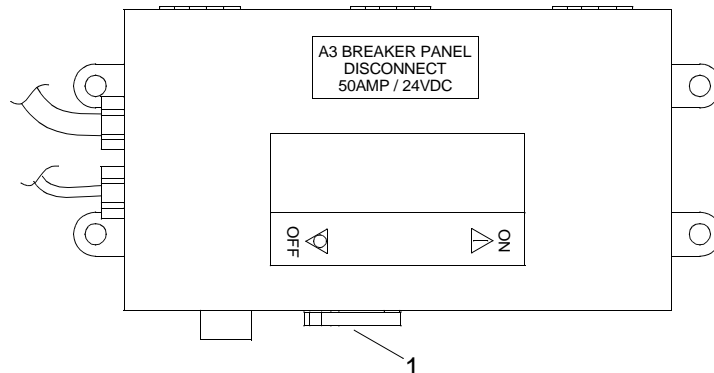 A3 BREAKER PANEL
DISCONNECT
50AMP / 24VDC
OFF
ON
1